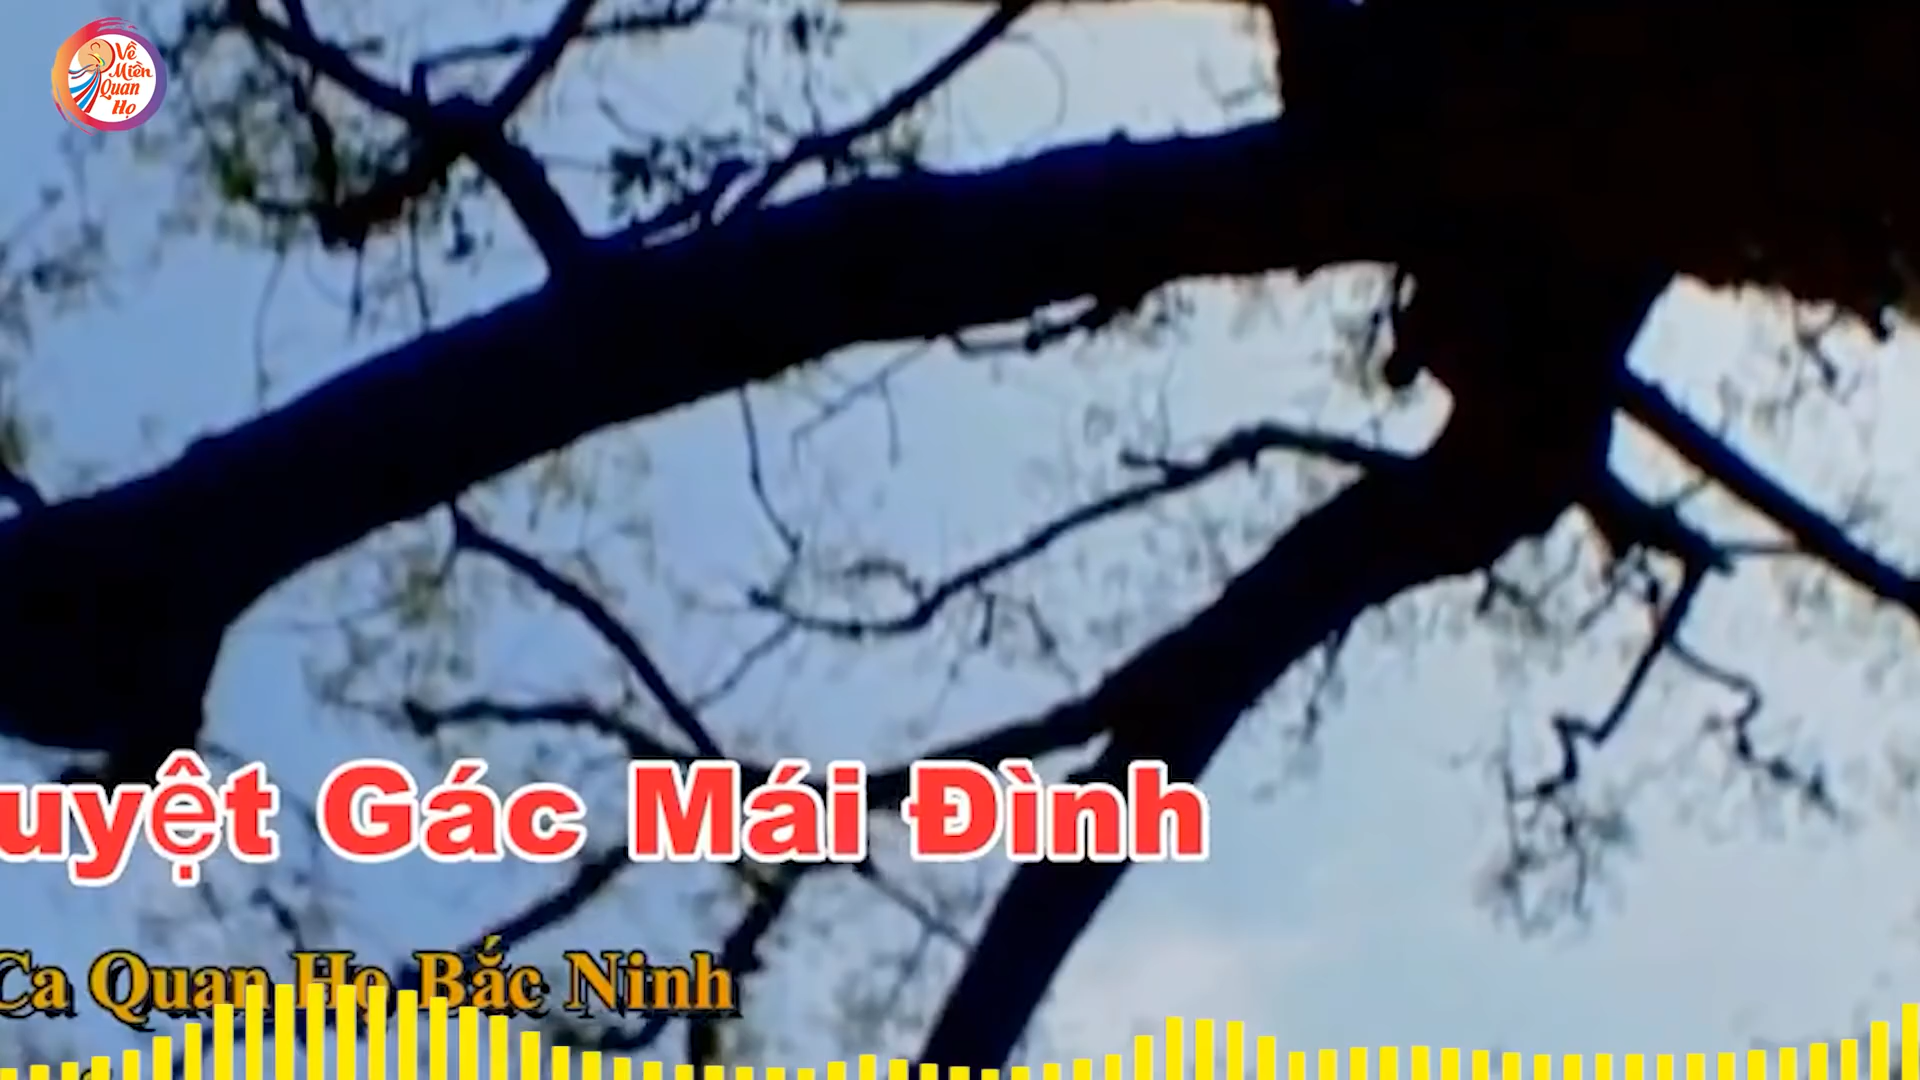 Về
Miền
Quan
Họ
uyệt Gác Mái Đình
Ca Quan Họ Bắc Ninh